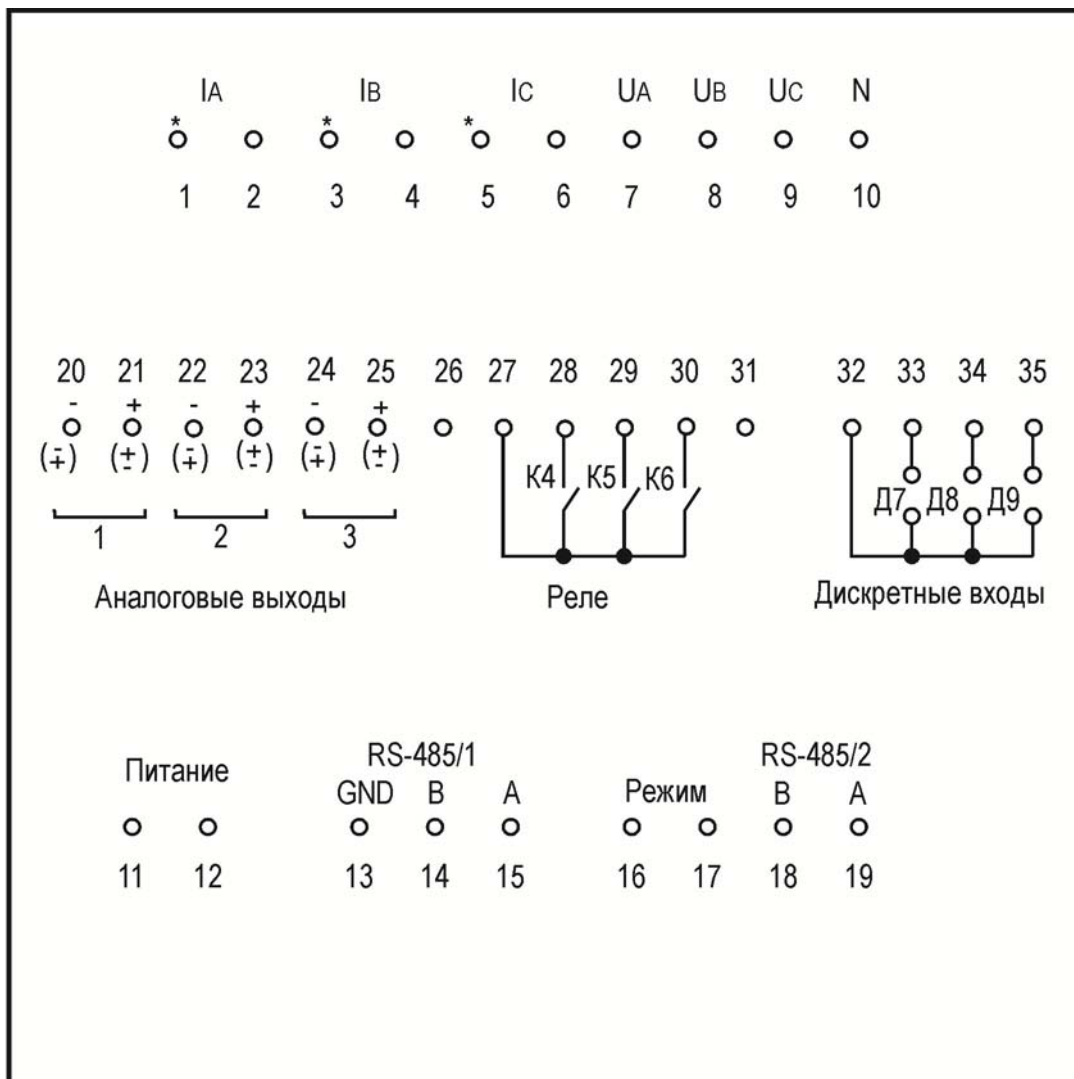 IA IB IC UA UB UC N
* * *
1 2 3 4 5 6 7 8 9 10
20 21 22 23 24 25 26 27 28 29 30 31 32 33 34 35
- + - + - +
(-+) (+-) (-+) (+-) (-+) (+-)
К4 К5 К6
Д7 Д8 Д9
1 2 3
Аналоговые выходы Реле Дискретные входы
Питание RS-485/1 RS-485/2
GND B A Режим B A
11 12 13 14 15 16 17 18 19